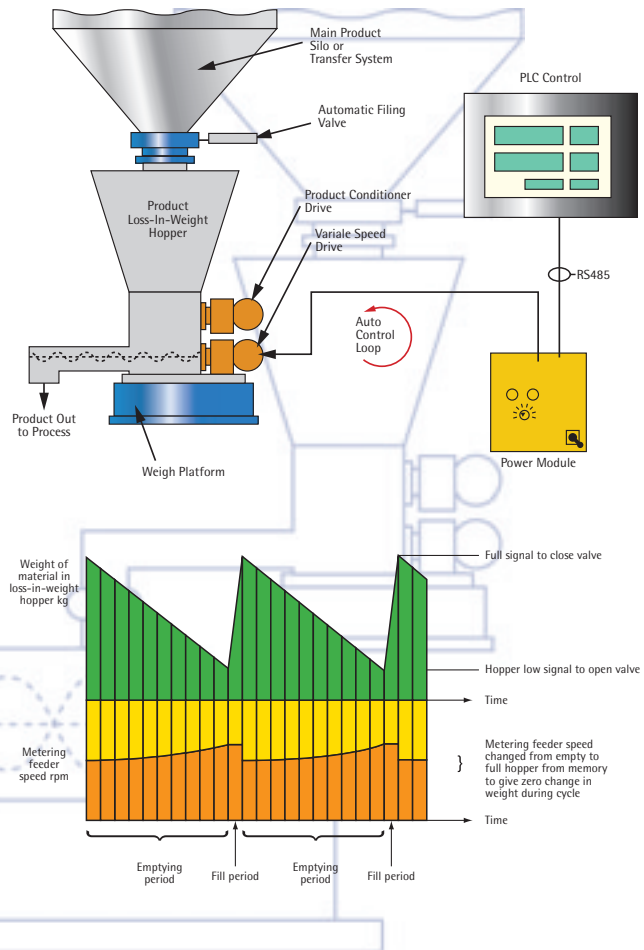 Main Product
Silo or
Transfer System
PLC Control
Automatic Filing
Valve
Product
Loss-In-Weight
Hopper
Product Conditioner
Drive
Variale Speed
Drive
RS485
Auto
Control
Loop
Product Out
to Process
Weigh Platform
Power Module
Weight of
material in
loss-in-weight
hopper kg
Full signal to close valve
Hopper low signal to open valve
Time
Metering
feeder
speed rpm
}
Metering feeder speed
changed from empty to
full hopper from memory
to give zero change in
weight during cycle
Time
Emptying
period
Fill period
Emptying
period
Fill period